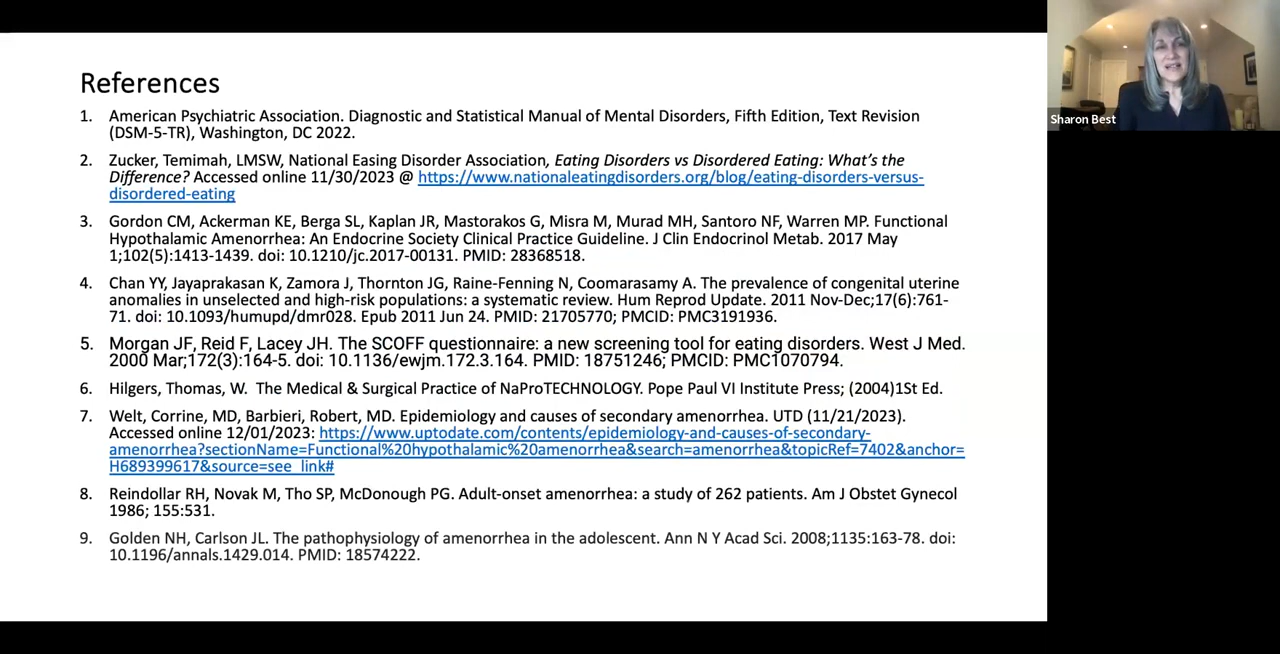 References
1. American Psychiatric Association. Diagnostic and Statistical Manual of Mental Disorders, Fifth Edition, Text Revision
(DSM-5-TR), Washington, DC 2022.
2. Zucker, Temimah, LMSW, National Easing Disorder Association, Eating Disorders vs Disordered Eating: What's the
Difference? Accessed online 11/30/2023 @ https://www.nationaleatingdisorders.org/blog/eating-disorders-versus-
disordered-eating
3. Gordon CM, Ackerman KE, Berga SL, Kaplan JR, Mastorakos G, Misra M, Murad MH, Santoro NF, Warren MP. Functional
Hypothalamic Amenorrhea: An Endocrine Society Clinical Practice Guideline. J Clin Endocrinol Metab. 2017 May
1;102(5):1413-1439. doi: 10.1210/jc.2017-00131. PMID: 28368518.
4. Chan YY, Jayaprakasan K, Zamora J, Thornton JG, Raine-Fenning N, Coomarasamy A. The prevalence of congenital uterine
anomalies in unselected and high-risk populations: a systematic review. Hum Reprod Update. 2011 Nov-Dec;17(6):761-
71. doi: 10.1093/humupd/dmr028. Epub 2011 Jun 24. PMID: 21705770; PMCID: PMC3191936.
5. Morgan JF, Reid F, Lacey JH. The SCOFF questionnaire: a new screening tool for eating disorders. West J Med.
2000 Mar;172(3):164-5. doi: 10.1136/ewjm.172.3.164. PMID: 18751246; PMCID: PMC1070794.
6. Hilgers, Thomas, W. The Medical & Surgical Practice of NaProTECHNOLOGY. Pope Paul VI Institute Press; (2004)1St Ed.
7. Welt, Corrine, MD, Barbieri, Robert, MD. Epidemiology and causes of secondary amenorrhea. UTD (11/21/2023).
Accessed online 12/01/2023: https://www.uptodate.com/contents/epidemiology-and-causes-of-secondary-
amenorrhea?sectionName=Functional%20hypothalamic%20amenorrhea&search=amenorrhea&topicRef=7402&anchor=
H689399617&source=see_link#
8. Reindollar RH, Novak M, Tho SP, McDonough PG. Adult-onset amenorrhea: a study of 262 patients. Am J Obstet Gynecol
1986; 155:531.
9. Golden NH, Carlson JL. The pathophysiology of amenorrhea in the adolescent. Ann N Y Acad Sci. 2008;1135:163-78. doi:
10.1196/annals.1429.014. PMID: 18574222.
Sharon Best